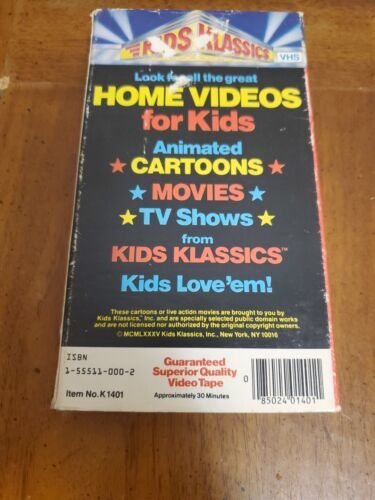 KIDS KLASSICS
VHS
Look for all the great
HOME VIDEOS
for Kids
Animated
★ CARTOONS ★
★ MOVIES ★
★ TV Shows ★
from
KIDS KLASSICS™
Kids Love'em!
These cartoons or live action movies are brought to you by
Kids Klassics, Inc. and are specially selected public domain works
and are not licensed nor authorized by the original copyright owners.
© MCMLXXXV Kids Klassics, Inc., New York, NY 10016
ISBN
1-55511-000-2
Item No. K1401
Guaranteed
Superior Quality
Video Tape
Approximately 30 Minutes
0
85024 01401